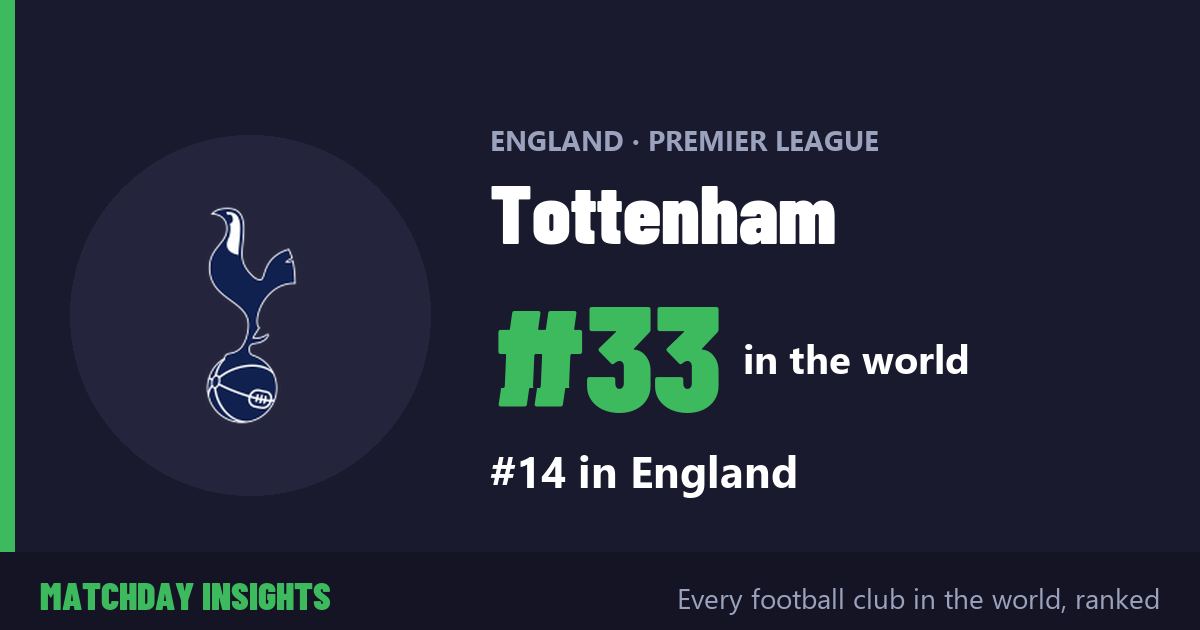 ENGLAND · PREMIER LEAGUE
Tottenham
#33 in the world
#14 in England
MATCHDAY INSIGHTS
Every football club in the world, ranked